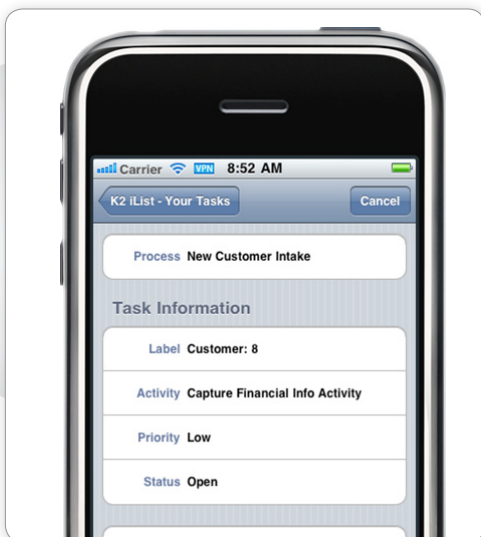 Carrier VPN 8:52 AM
K2 iList - Your Tasks Cancel
Process New Customer Intake
Task Information
Label Customer: 8
Activity Capture Financial Info Activity
Priority Low
Status Open